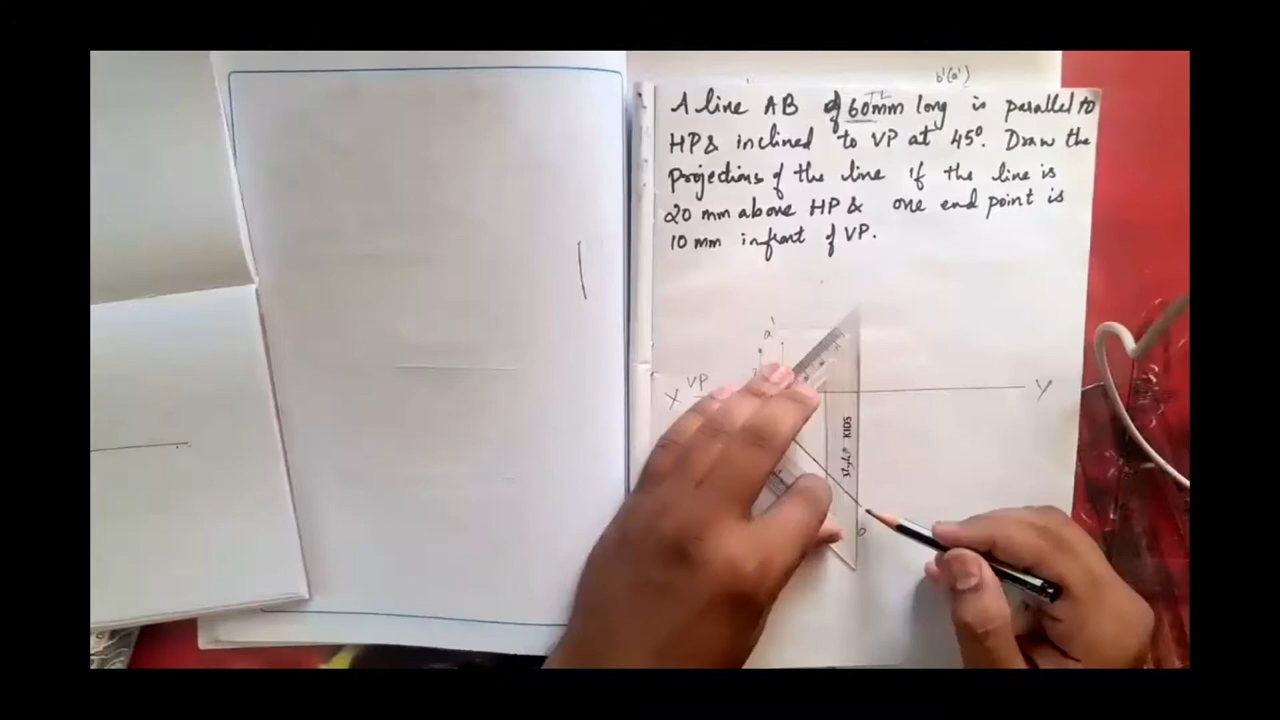 b'(a')
TL
A line AB of 60mm long is parallel to
HP & inclined to VP at 45°. Draw the
projections of the line if the line is
20 mm above HP & one end point is
10 mm infront of VP.
a'
VP
X
Y
KIDS